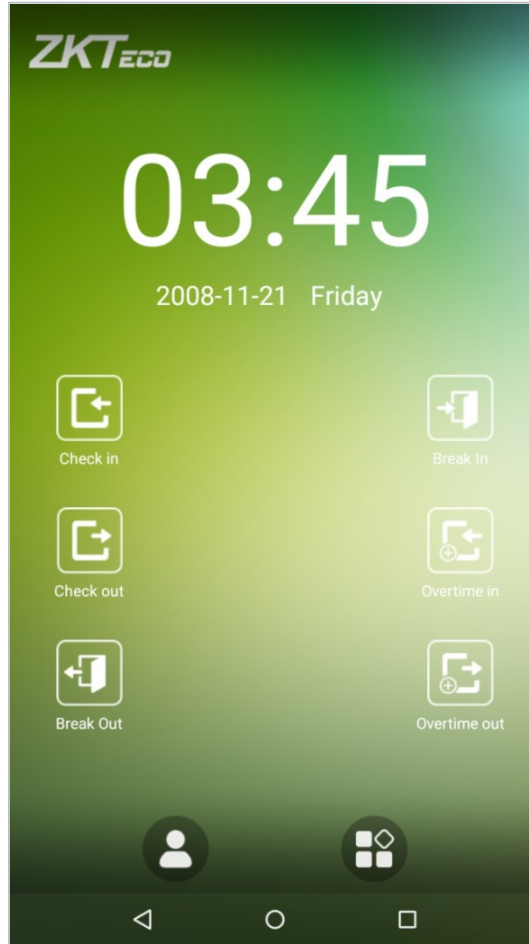 ZKTECO
03:45
2008-11-21 Friday
Check in
Break In
Check out
Overtime in
Break Out
Overtime out